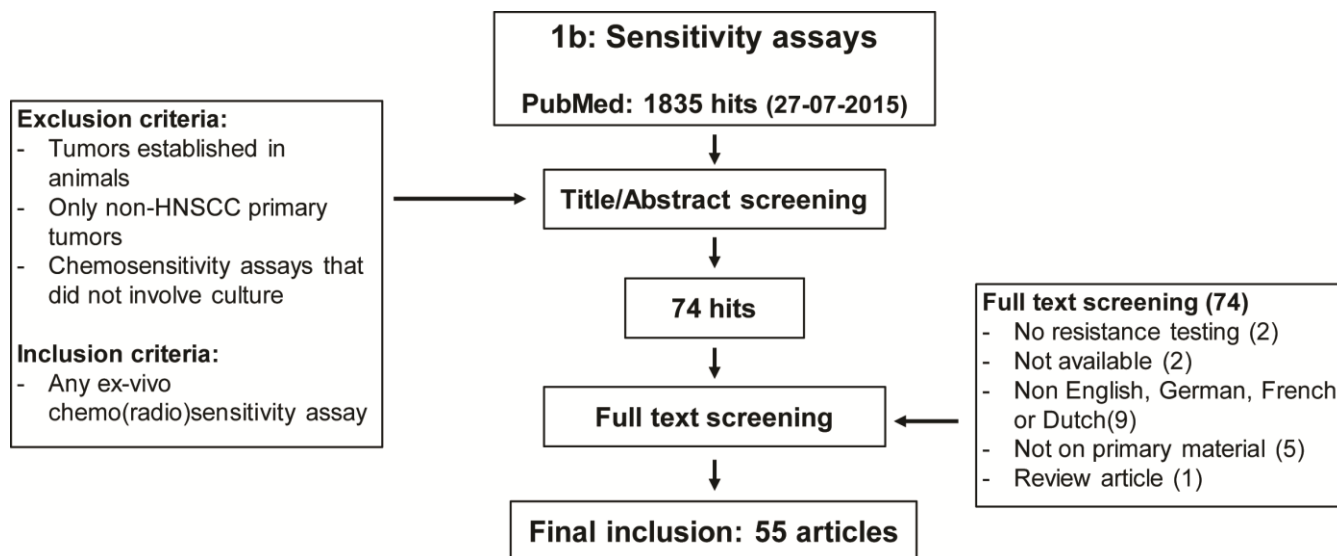 1b: Sensitivity assays
PubMed: 1835 hits (27-07-2015)
Exclusion criteria:
- Tumors established in
animals
- Only non-HNSCC primary
tumors
- Chemosensitivity assays that
did not involve culture
Inclusion criteria:
- Any ex-vivo
chemo(radio)sensitivity assay
Title/Abstract screening
74 hits
Full text screening (74)
- No resistance testing (2)
- Not available (2)
- Non English, German, French
or Dutch(9)
- Not on primary material (5)
- Review article (1)
Full text screening
Final inclusion: 55 articles